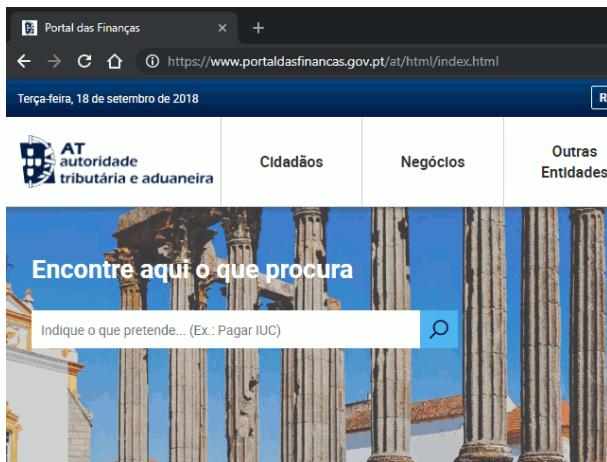 Portal das Finanças
https://www.portaldasfinancas.gov.pt/at/html/index.html
Terça-feira, 18 de setembro de 2018
R
AT
autoridade
tributária e aduaneira
Cidadãos
Negócios
Outras
Entidades
Encontre aqui o que procura
Indique o que pretende... (Ex.: Pagar IUC)